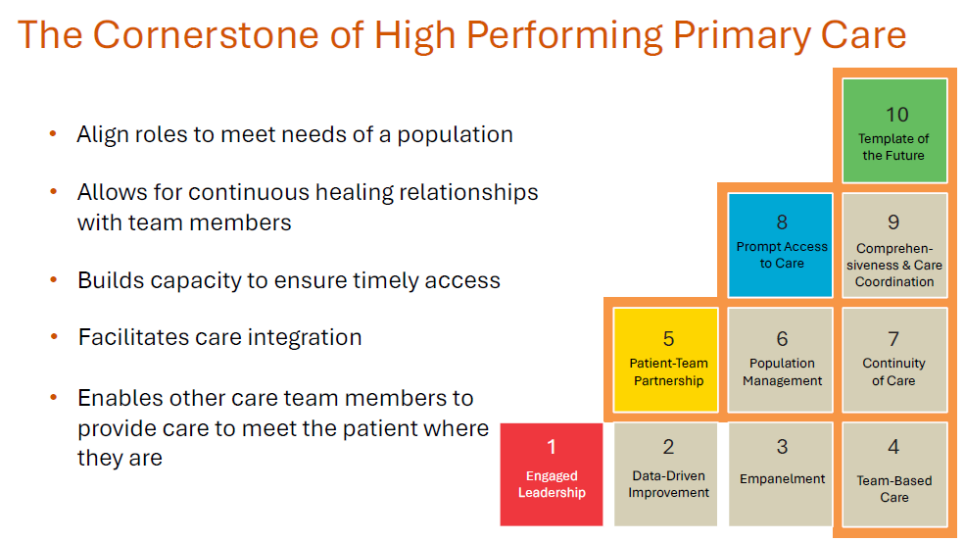 The Cornerstone of High Performing Primary Care
• Align roles to meet needs of a population
• Allows for continuous healing relationships
with team members
• Builds capacity to ensure timely access
• Facilitates care integration
• Enables other care team members to
provide care to meet the patient where
they are
10
Template of
the Future
8
Prompt Access
to Care
9
Comprehen-
siveness & Care
Coordination
5
Patient-Team
Partnership
6
Population
Management
7
Continuity
of Care
1
Engaged
Leadership
2
Data-Driven
Improvement
3
Empanelment
4
Team-Based
Care